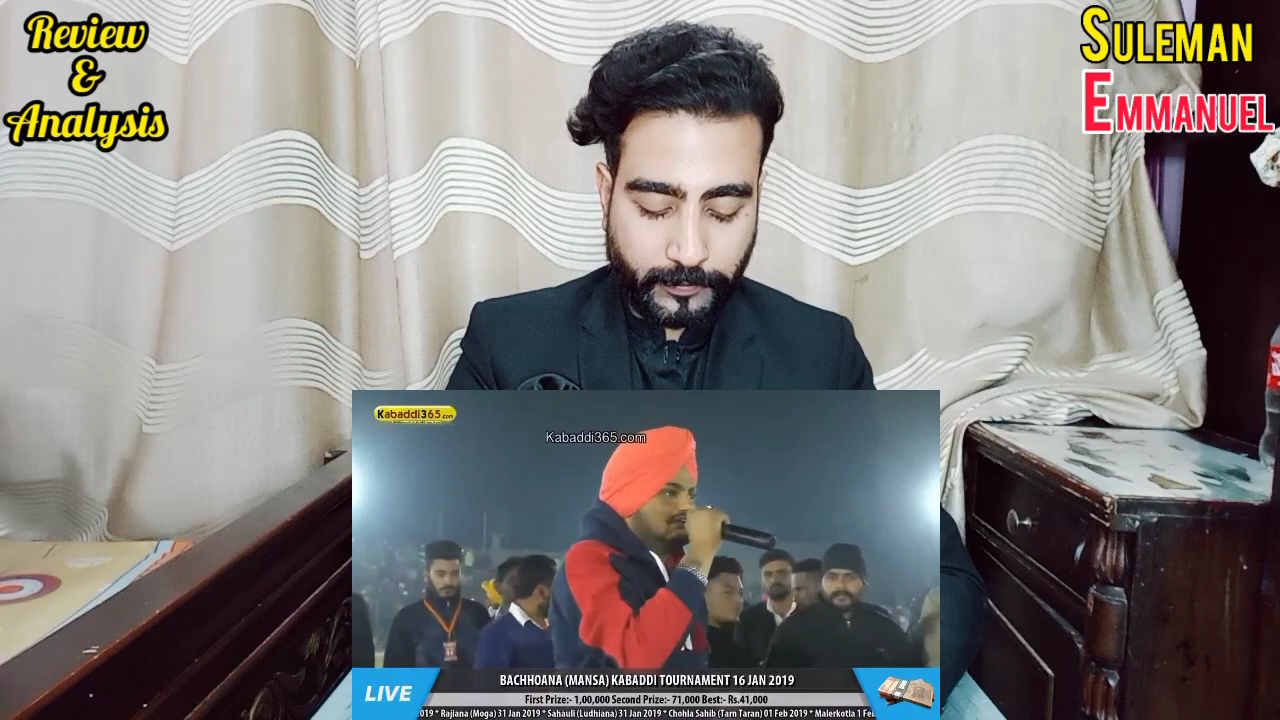 Review
&
Analysis
SULEMAN
EMMANUEL
Kabaddi365.com
Kabaddi365.com
BACHHOANA (MANSA) KABADDI TOURNAMENT 16 JAN 2019
LIVE
First Prize:- 1,00,000 Second Prize:- 71,000 Best:- Rs.41,000
2019 * Rajiana (Moga) 31 Jan 2019 * Sahauli (Ludhiana) 31 Jan 2019 * Chohla Sahib (Tarn Taran) 01 Feb 2019 * Malerkotla 1 Fe